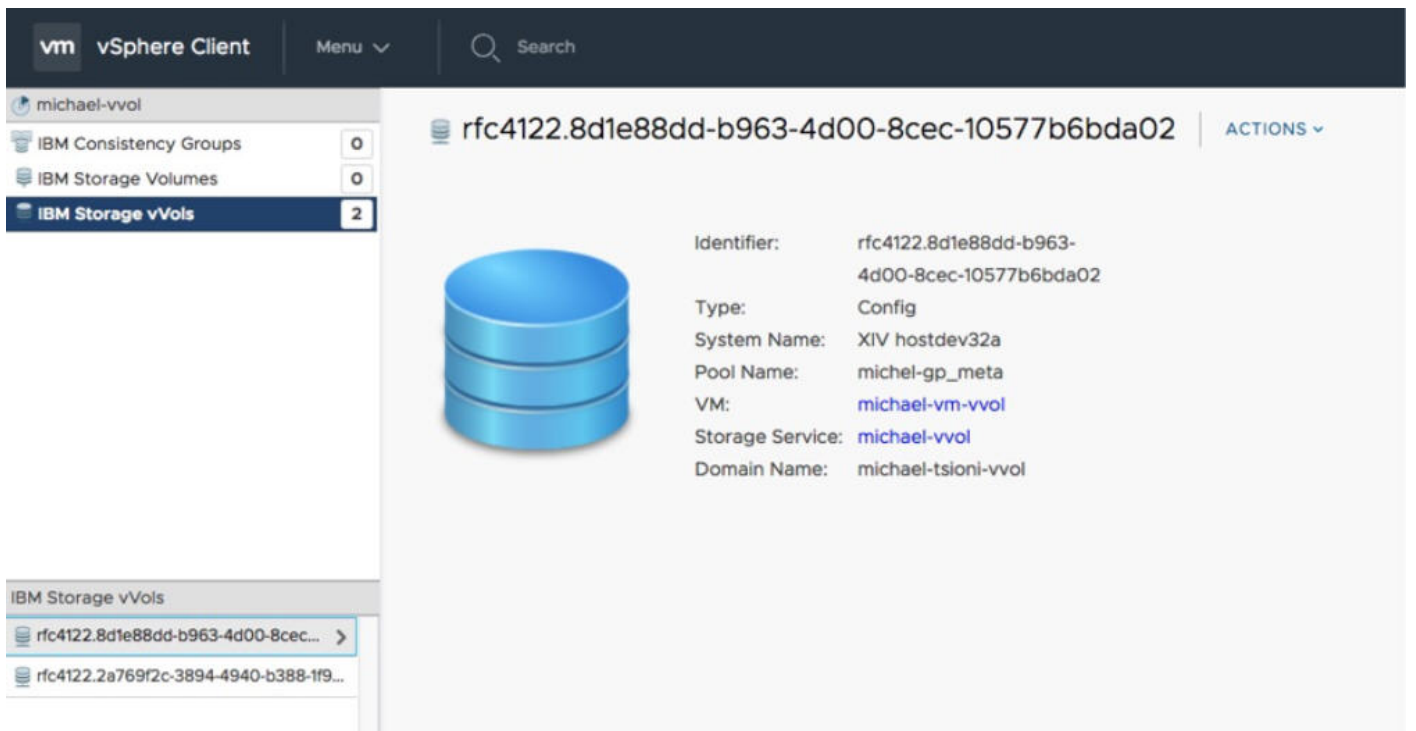 vm vSphere Client Menu Search
michael-vvol
IBM Consistency Groups 0
IBM Storage Volumes 0
IBM Storage vVols 2
rfc4122.8d1e88dd-b963-4d00-8cec-10577b6bda02 ACTIONS
Identifier: rfc4122.8d1e88dd-b963-
4d00-8cec-10577b6bda02
Type: Config
System Name: XIV hostdev32a
Pool Name: michel-gp_meta
VM: michael-vm-vvol
Storage Service: michael-vvol
Domain Name: michael-tsioni-vvol
IBM Storage vVols
rfc4122.8d1e88dd-b963-4d00-8cec...
rfc4122.2a769f2c-3894-4940-b388-1f9...